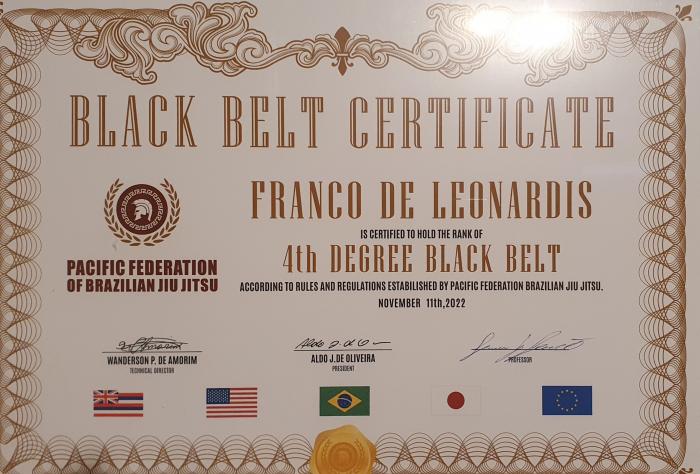 BLACK BELT CERTIFICATE
FRANCO DE LEONARDIS
IS CERTIFIED TO HOLD THE RANK OF
4th DEGREE BLACK BELT
PACIFIC FEDERATION
OF BRAZILIAN JIU JITSU
ACCORDING TO RULES AND REGULATIONS ESTABILISHED BY PACIFIC FEDERATION BRAZILIAN JIU JITSU.
NOVEMBER 11th,2022
WANDERSON P. DE AMORIM
TECHNICAL DIRECTOR
ALDO J.DE OLIVEIRA
PRESIDENT
PROFESSOR